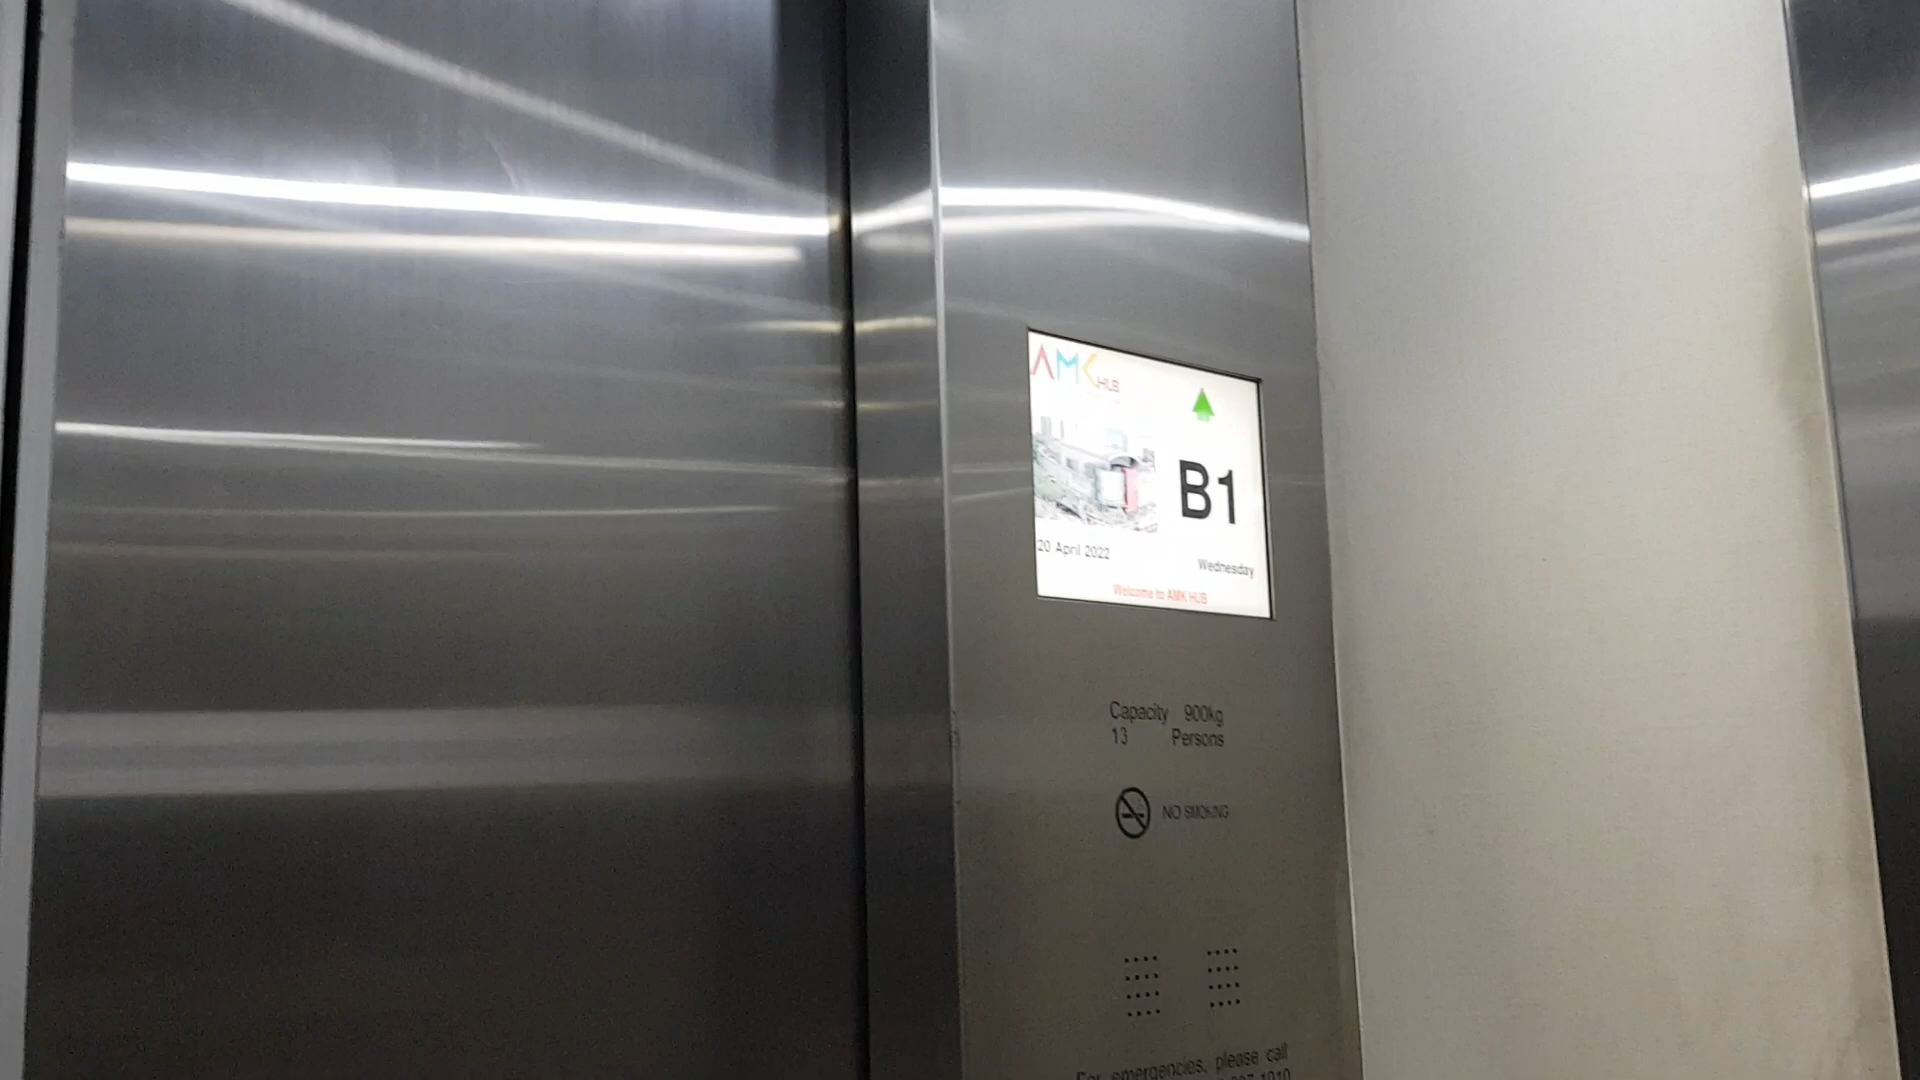 AMK HUB
B1
20 April 2022
Wednesday
Welcome to AMK HUB
Capacity 900kg
13 Persons
NO SMOKING
For emergencies, please call
1010